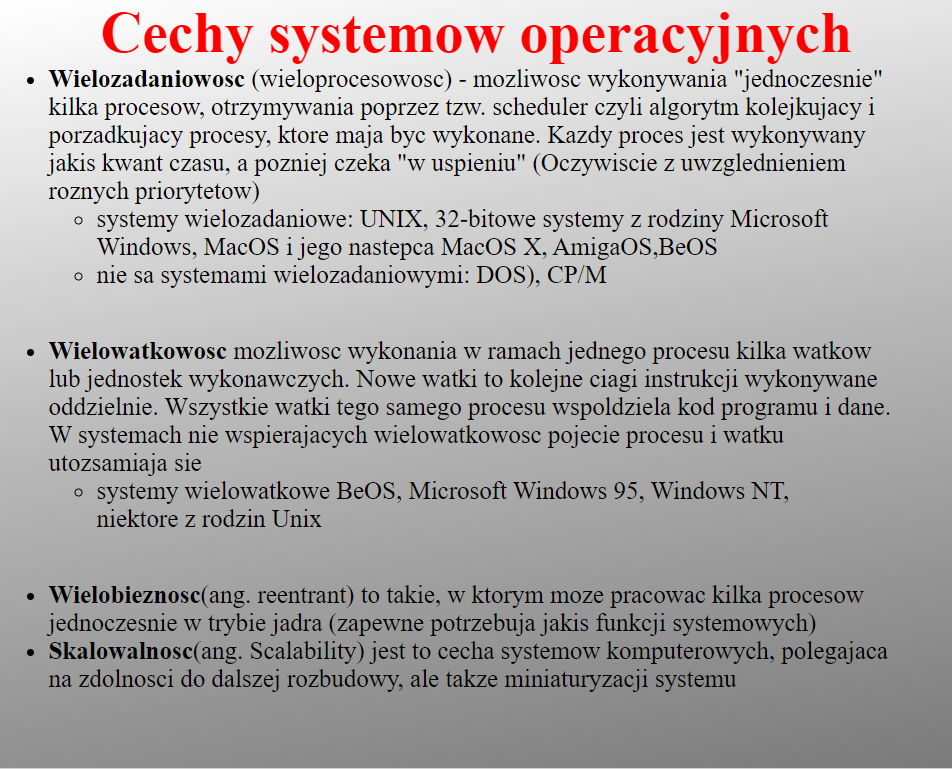 Cechy systemow operacyjnych
Wielozadaniowosc (wieloprocesowosc) - mozliwosc wykonywania "jednoczesnie"
kilka procesow, otrzymywania poprzez tzw. scheduler czyli algorytm kolejkujacy i
porzadkujacy procesy, ktore maja byc wykonane. Kazdy proces jest wykonywany
jakis kwant czasu, a pozniej czeka "w uspieniu" (Oczywiscie z uwzglednieniem
roznych priorytetow)
systemy wielozadaniowe: UNIX, 32-bitowe systemy z rodziny Microsoft
Windows, MacOS i jego nastepca MacOS X, AmigaOS,BeOS
nie sa systemami wielozadaniowymi: DOS), CP/M
Wielowatkowosc mozliwosc wykonania w ramach jednego procesu kilka watkow
lub jednostek wykonawczych. Nowe watki to kolejne ciagi instrukcji wykonywane
oddzielnie. Wszystkie watki tego samego procesu wspoldziela kod programu i dane.
W systemach nie wspierajacych wielowatkowosc pojecie procesu i watku
utozsamiaja sie
systemy wielowatkowe BeOS, Microsoft Windows 95, Windows NT,
niektore z rodzin Unix
Wielobieznosc(ang. reentrant) to takie, w ktorym moze pracowac kilka procesow
jednoczesnie w trybie jadra (zapewne potrzebuja jakis funkcji systemowych)
Skalowalnosc(ang. Scalability) jest to cecha systemow komputerowych, polegajaca
na zdolnosci do dalszej rozbudowy, ale takze miniaturyzacji systemu